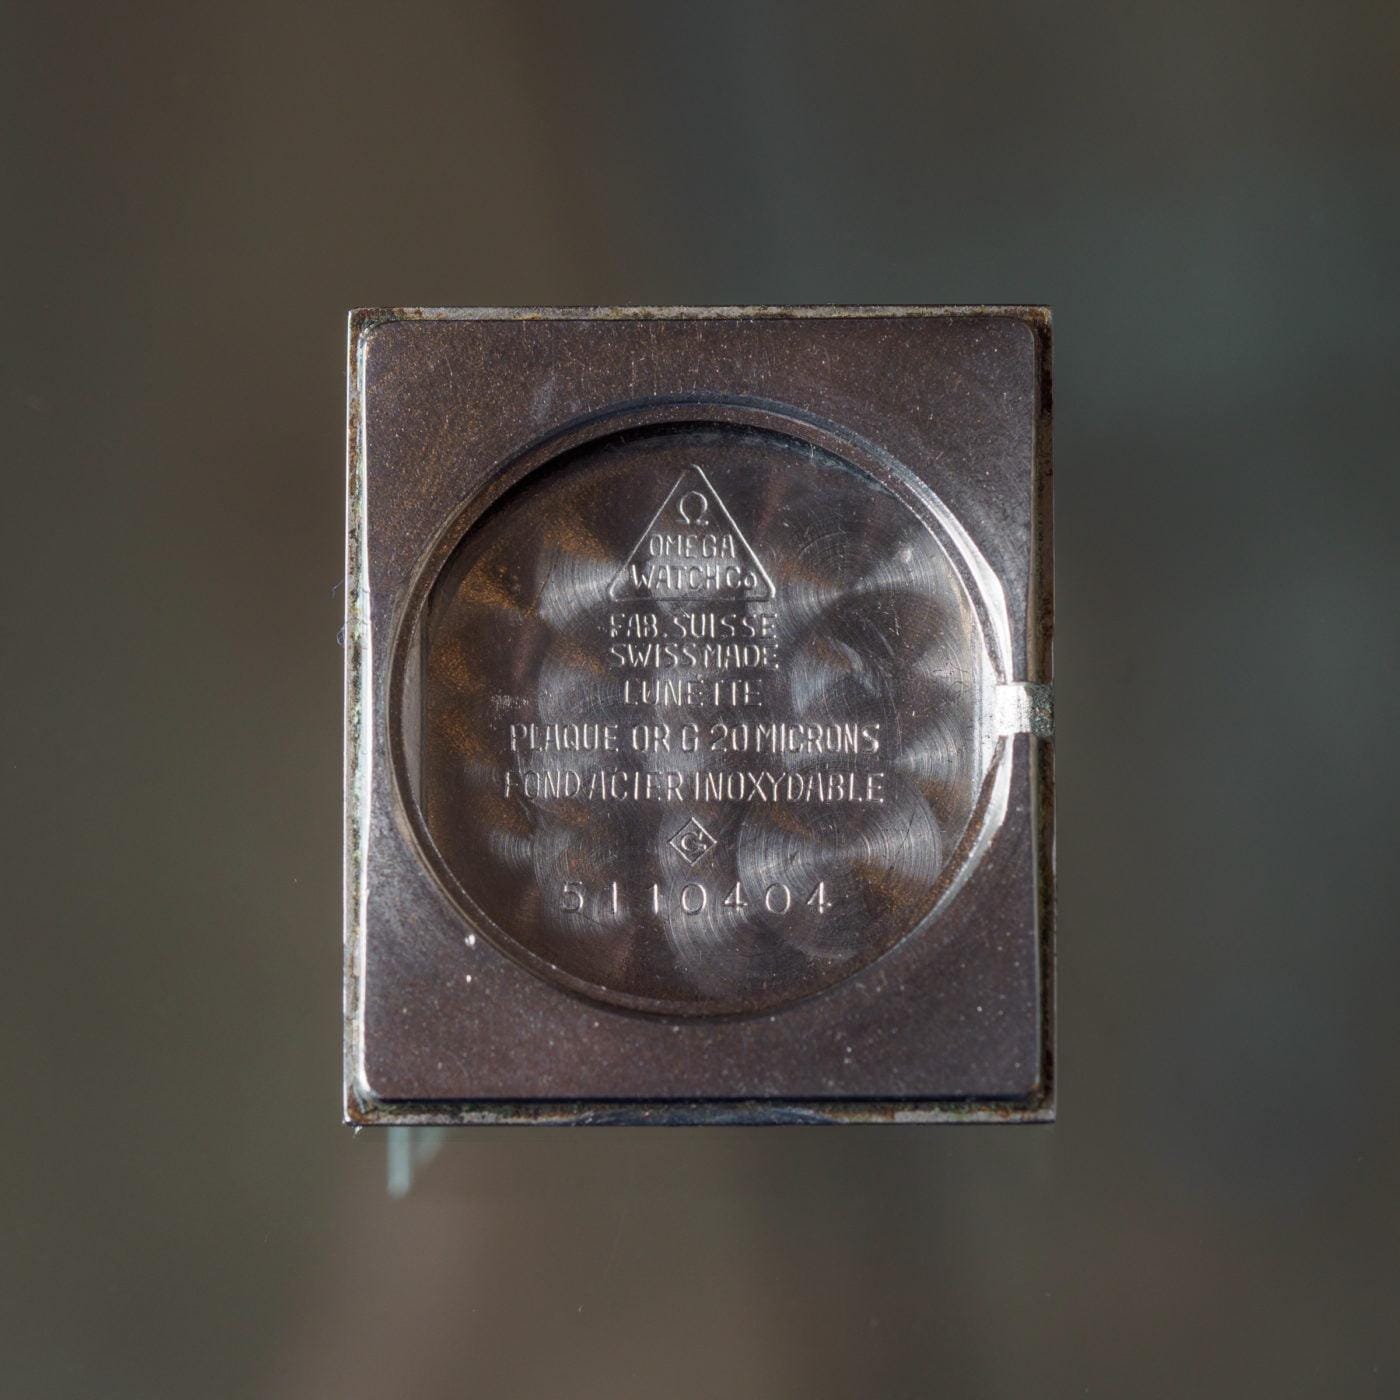 Ω
OMEGA
WATCH Co
FAB. SUISSE
SWISS MADE
LUNETTE
PLAQUE OR G 20 MICRONS
FOND ACIER INOXYDABLE
G
5110404